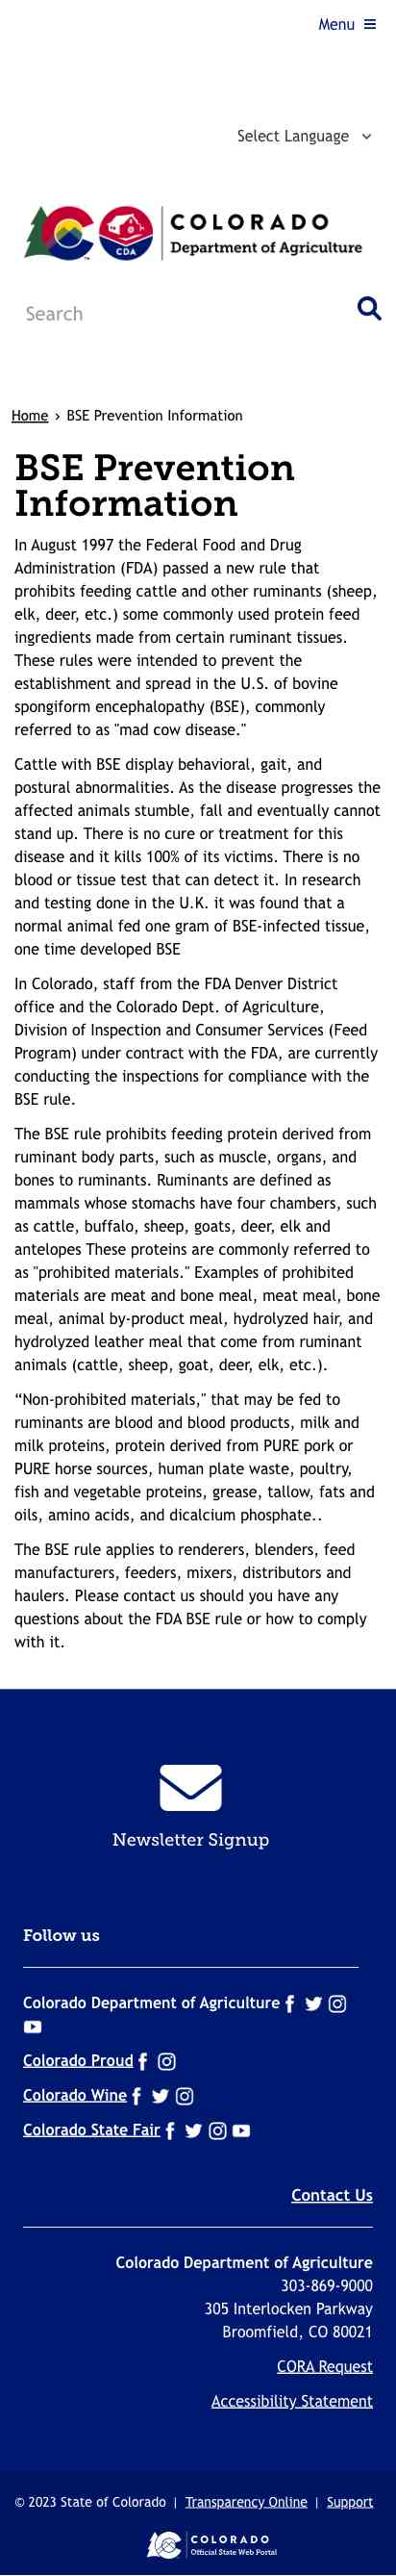 Menu
Select Language
COLORADO
Department of Agriculture
CDA
Search
Home › BSE Prevention Information
BSE Prevention
Information
In August 1997 the Federal Food and Drug
Administration (FDA) passed a new rule that
prohibits feeding cattle and other ruminants (sheep,
elk, deer, etc.) some commonly used protein feed
ingredients made from certain ruminant tissues.
These rules were intended to prevent the
establishment and spread in the U.S. of bovine
spongiform encephalopathy (BSE), commonly
referred to as "mad cow disease."
Cattle with BSE display behavioral, gait, and
postural abnormalities. As the disease progresses the
affected animals stumble, fall and eventually cannot
stand up. There is no cure or treatment for this
disease and it kills 100% of its victims. There is no
blood or tissue test that can detect it. In research
and testing done in the U.K. it was found that a
normal animal fed one gram of BSE-infected tissue,
one time developed BSE
In Colorado, staff from the FDA Denver District
office and the Colorado Dept. of Agriculture,
Division of Inspection and Consumer Services (Feed
Program) under contract with the FDA, are currently
conducting the inspections for compliance with the
BSE rule.
The BSE rule prohibits feeding protein derived from
ruminant body parts, such as muscle, organs, and
bones to ruminants. Ruminants are defined as
mammals whose stomachs have four chambers, such
as cattle, buffalo, sheep, goats, deer, elk and
antelopes These proteins are commonly referred to
as "prohibited materials." Examples of prohibited
materials are meat and bone meal, meat meal, bone
meal, animal by-product meal, hydrolyzed hair, and
hydrolyzed leather meal that come from ruminant
animals (cattle, sheep, goat, deer, elk, etc.).
“Non-prohibited materials," that may be fed to
ruminants are blood and blood products, milk and
milk proteins, protein derived from PURE pork or
PURE horse sources, human plate waste, poultry,
fish and vegetable proteins, grease, tallow, fats and
oils, amino acids, and dicalcium phosphate..
The BSE rule applies to renderers, blenders, feed
manufacturers, feeders, mixers, distributors and
haulers. Please contact us should you have any
questions about the FDA BSE rule or how to comply
with it.
Newsletter Signup
Follow us
Colorado Department of Agriculture
Colorado Proud
Colorado Wine
Colorado State Fair
Contact Us
Colorado Department of Agriculture
303-869-9000
305 Interlocken Parkway
Broomfield, CO 80021
CORA Request
Accessibility Statement
© 2023 State of Colorado | Transparency Online | Support
COLORADO
Official State Web Portal